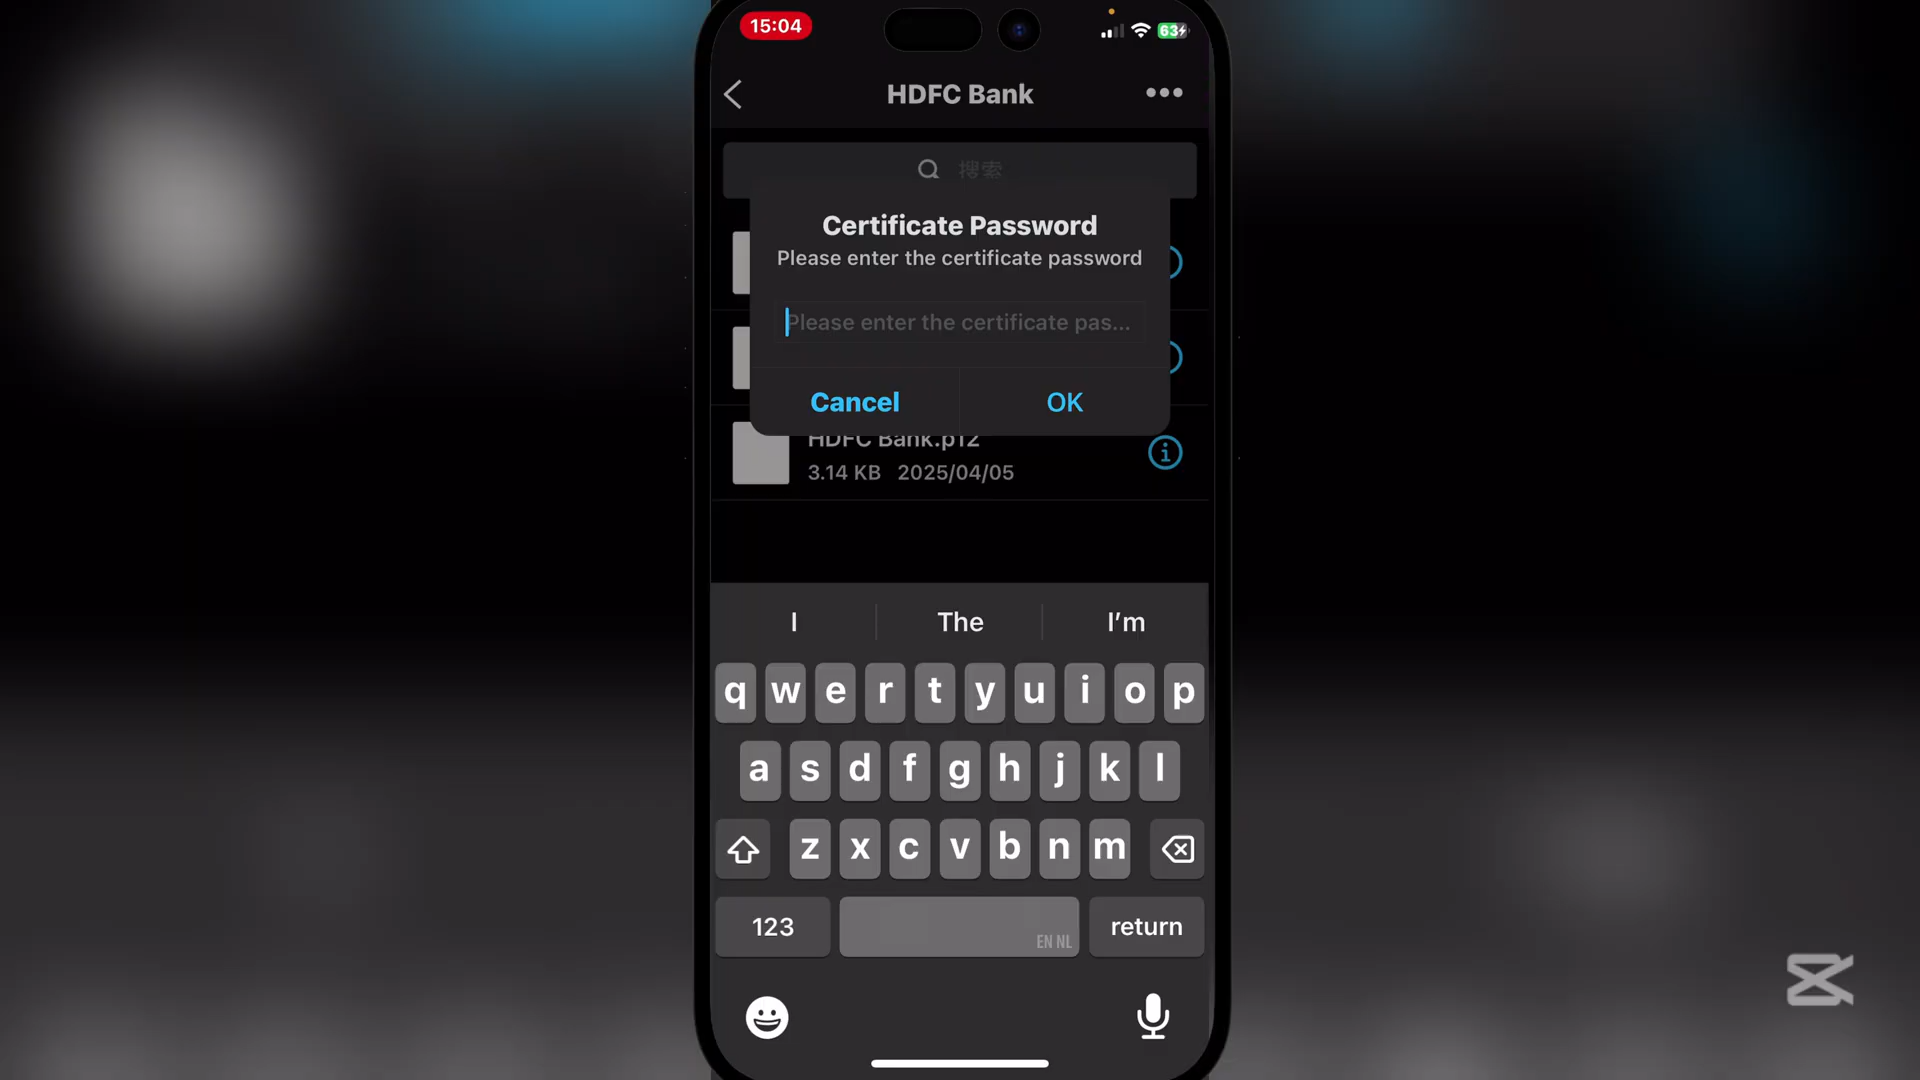 15:04
63
HDFC Bank
搜索
Certificate Password
Please enter the certificate password
Please enter the certificate pas...
Cancel
OK
HDFC Bank.p12
3.14 KB 2025/04/05
I
The
I'm
q w e r t y u i o p
a s d f g h j k l
z x c v b n m
123
EN NL
return